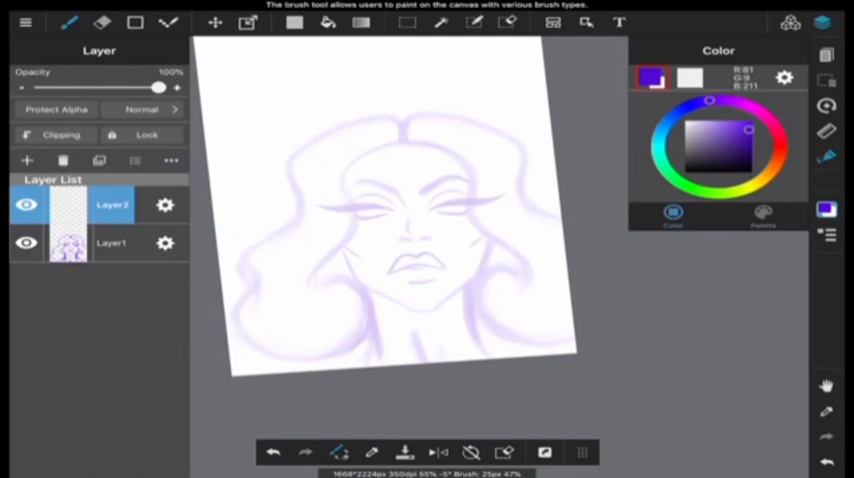 The brush tool allows users to paint on the canvas with various brush types.
T
Layer
Opacity 100%
- +
Protect Alpha Normal >
Clipping Lock
Layer List
Layer2
Layer1
Color
R:81
G:9
B:211
Color Palette
1668*2224px 350dpi 55% -5° Brush: 25px 47%